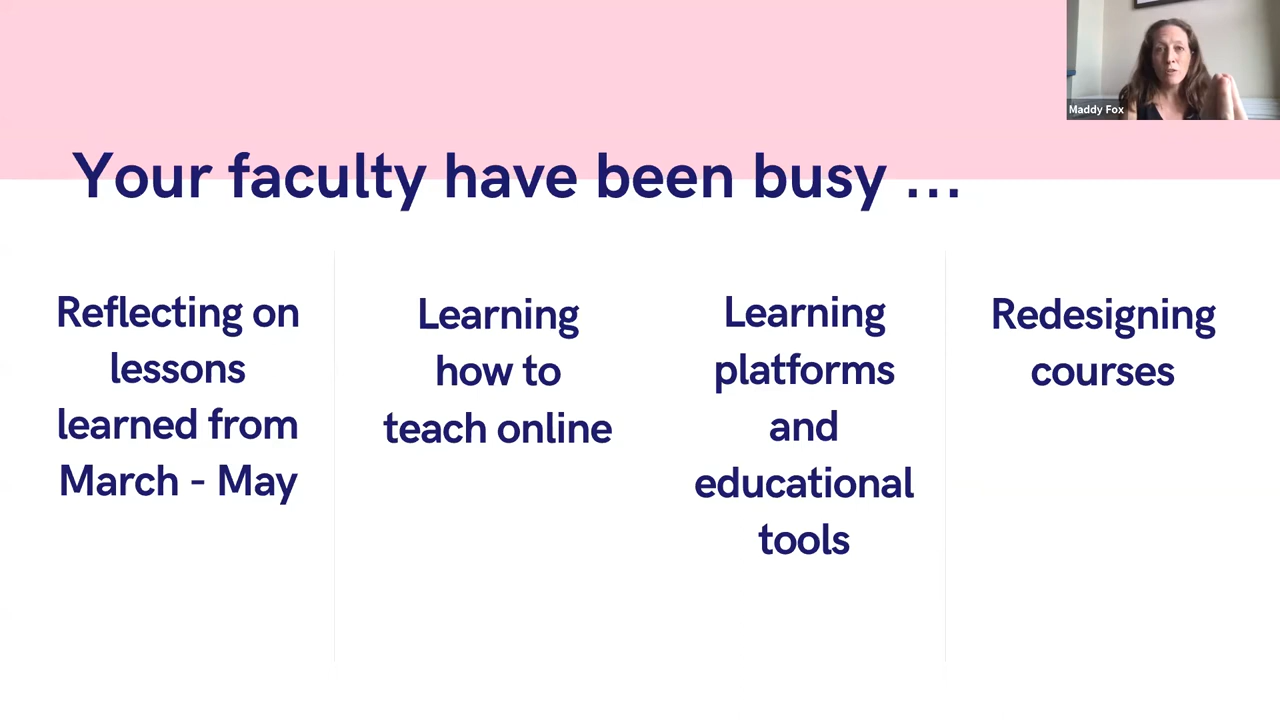 Maddy Fox
Your faculty have been busy ...
Reflecting on
lessons
learned from
March - May
Learning
how to
teach online
Learning
platforms
and
educational
tools
Redesigning
courses